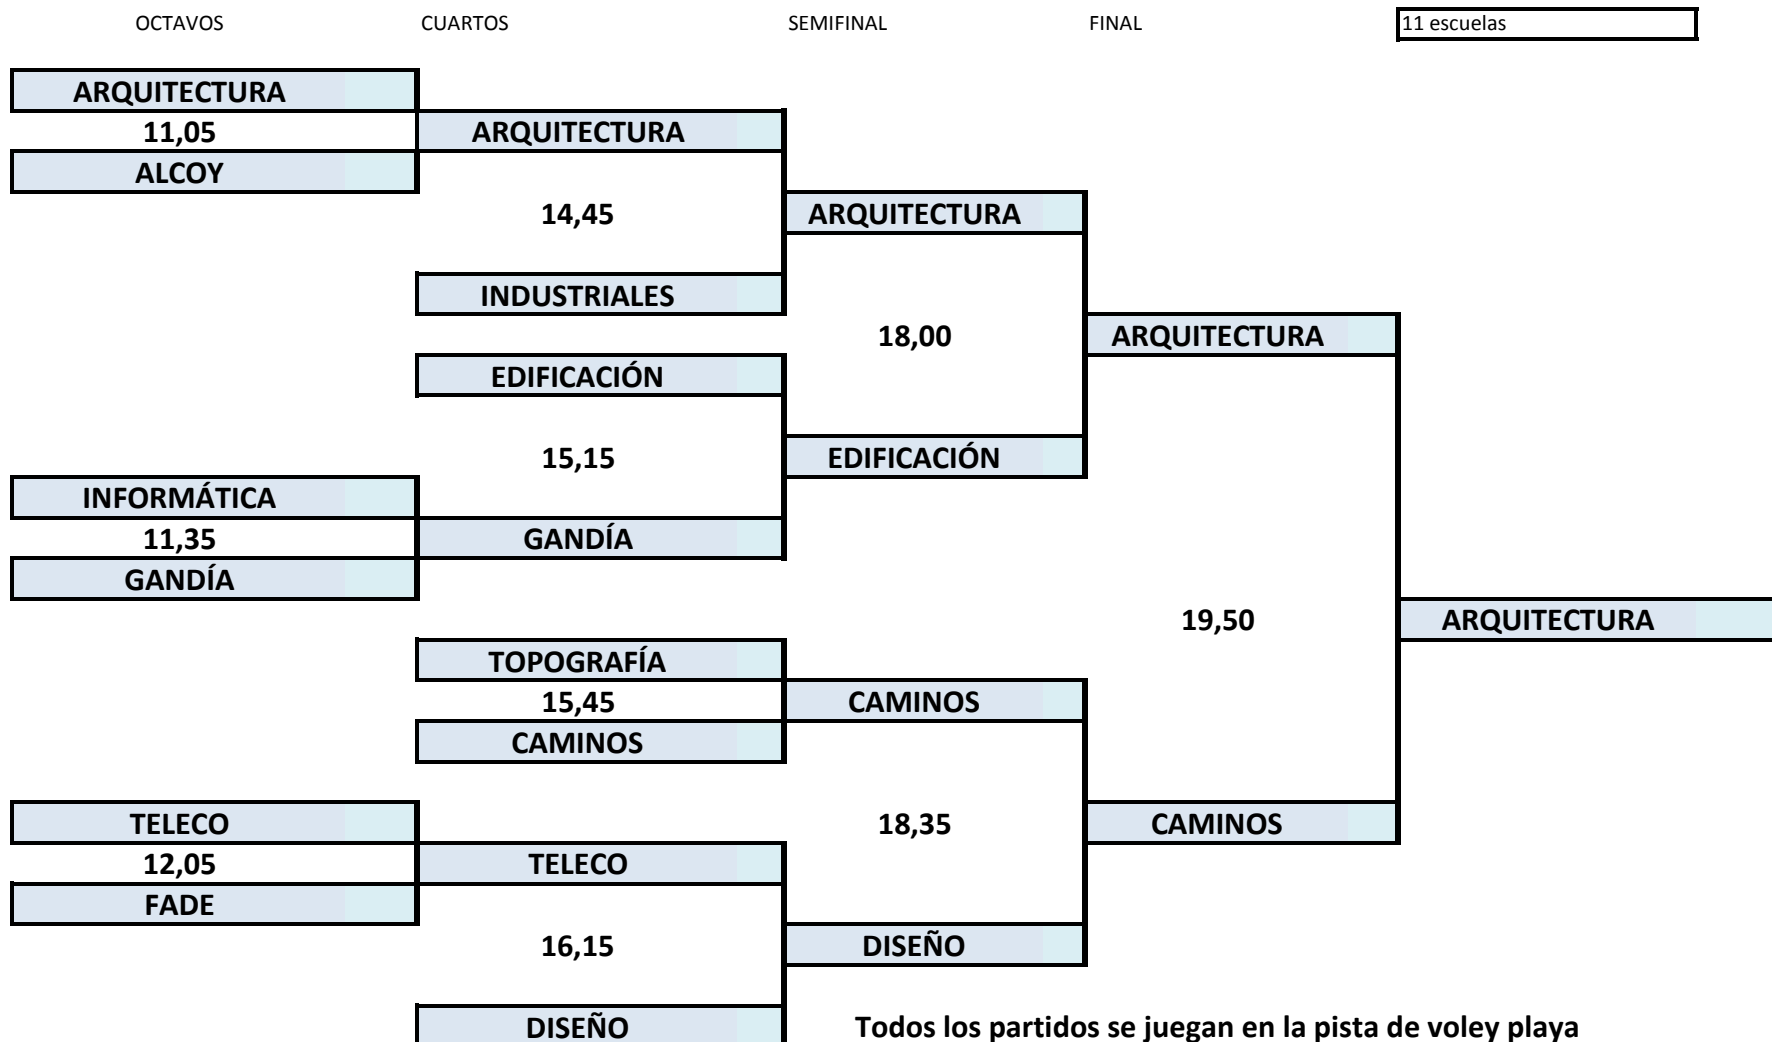 OCTAVOS CUARTOS SEMIFINAL FINAL 11 escuelas
ARQUITECTURA
11,05 ARQUITECTURA
ALCOY
14,45 ARQUITECTURA
INDUSTRIALES
18,00 ARQUITECTURA
EDIFICACIÓN
15,15 EDIFICACIÓN
INFORMÁTICA
11,35 GANDÍA
GANDÍA
19,50 ARQUITECTURA
TOPOGRAFÍA
15,45 CAMINOS
CAMINOS
TELECO 18,35 CAMINOS
12,05 TELECO
FADE
16,15 DISEÑO
DISEÑO Todos los partidos se juegan en la pista de voley playa